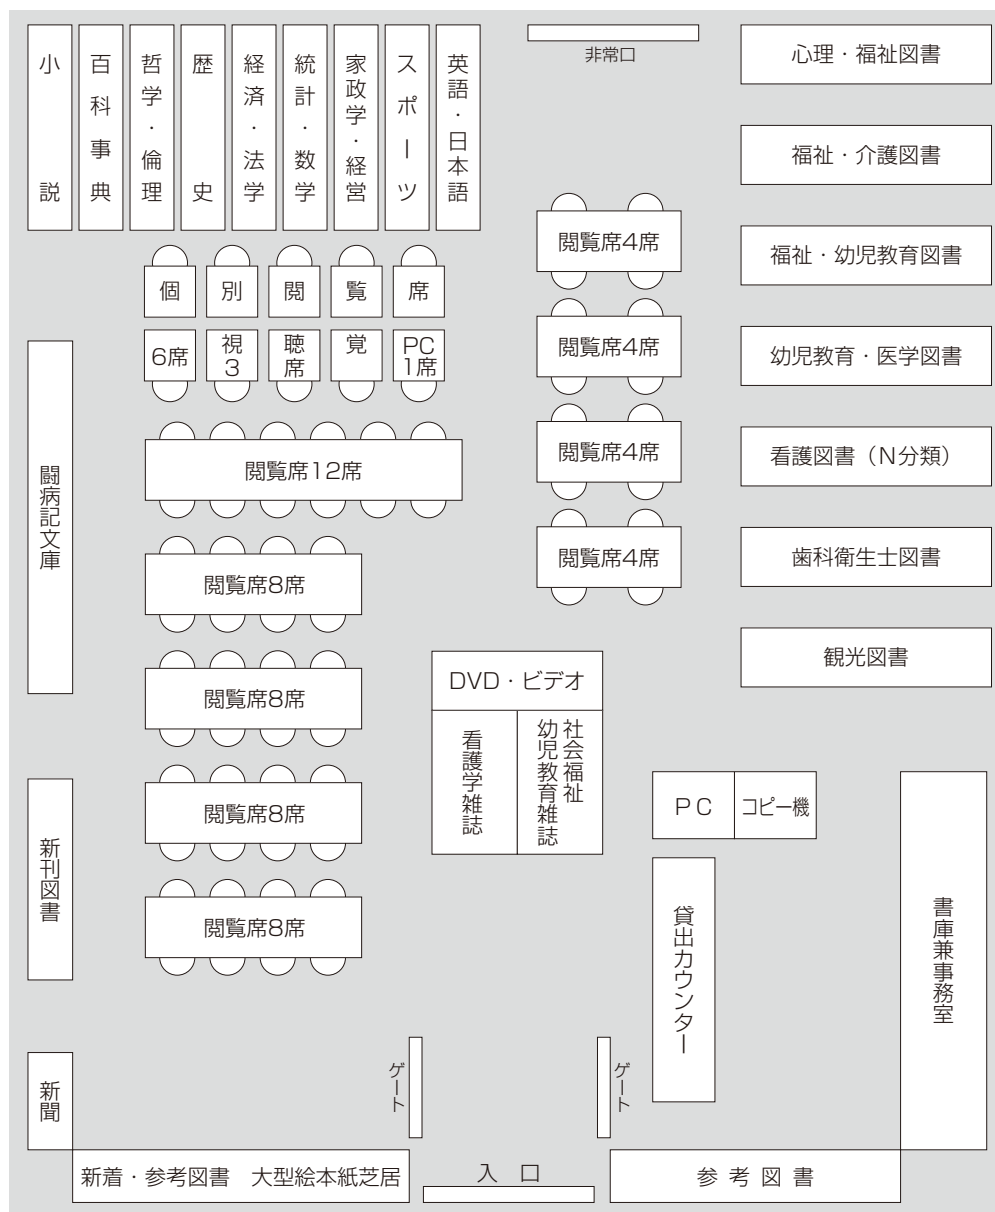 小説
百科事典
哲学・倫理
歴史
経済・法学
統計・数学
家政学・経営
スポーツ
英語・日本語
非常口
心理・福祉図書
福祉・介護図書
福祉・幼児教育図書
幼児教育・医学図書
看護図書（N分類）
歯科衛生士図書
観光図書
個別閲覧席
6席
視聴覚
3席
PC
1席
閲覧席4席
閲覧席4席
閲覧席4席
閲覧席4席
閲覧席12席
閲覧席8席
閲覧席8席
閲覧席8席
閲覧席8席
闘病記文庫
新刊図書
新聞
DVD・ビデオ
看護学雑誌
社会福祉
幼児教育雑誌
PC
コピー機
貸出カウンター
書庫兼事務室
ゲート
ゲート
新着・参考図書　大型絵本紙芝居
入口
参考図書